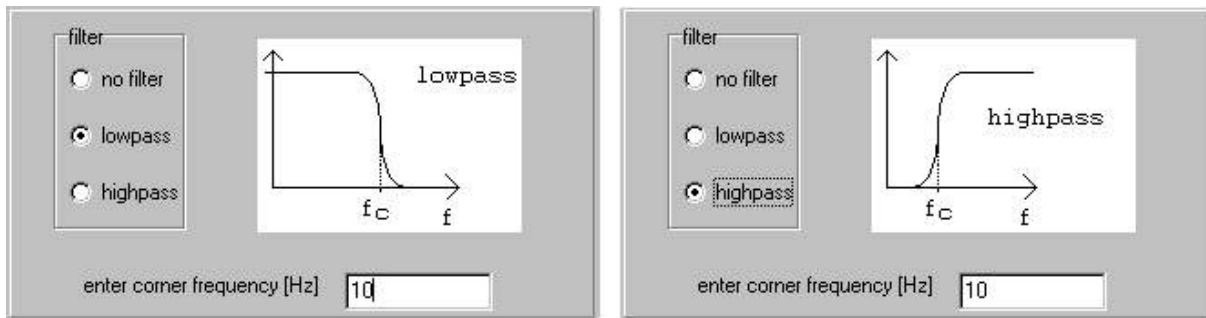 filter
no filter
lowpass
highpass
lowpass
fc
f
enter corner frequency [Hz]
10
filter
no filter
lowpass
highpass
highpass
fc
f
enter corner frequency [Hz]
10